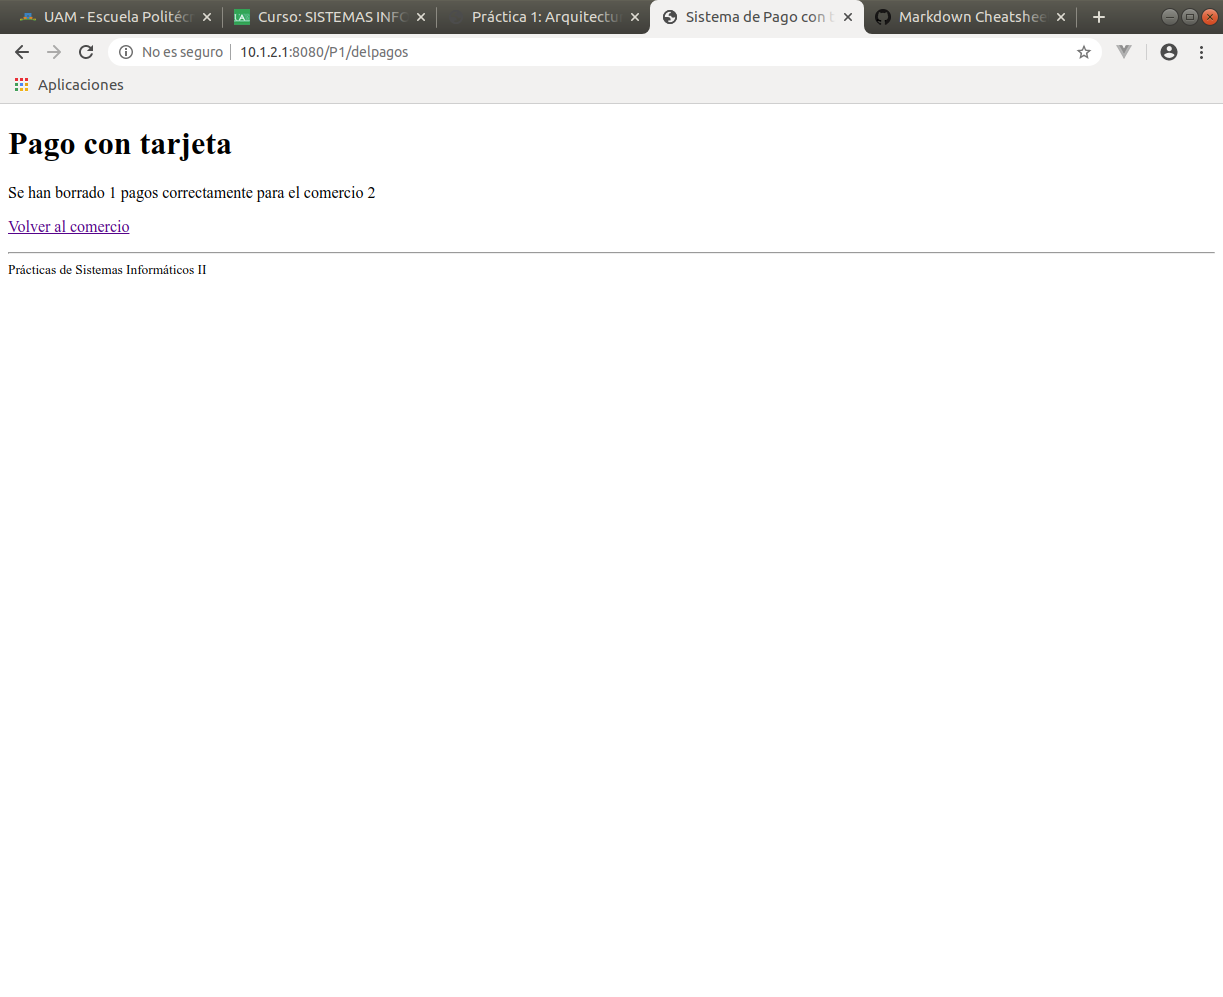 UAM - Escuela Politéc
Curso: SISTEMAS INFO
Práctica 1: Arquitectu
Sistema de Pago con t
Markdown Cheatshee
No es seguro
10.1.2.1:8080/P1/delpagos
Aplicaciones
Pago con tarjeta
Se han borrado 1 pagos correctamente para el comercio 2
Volver al comercio
Prácticas de Sistemas Informáticos II